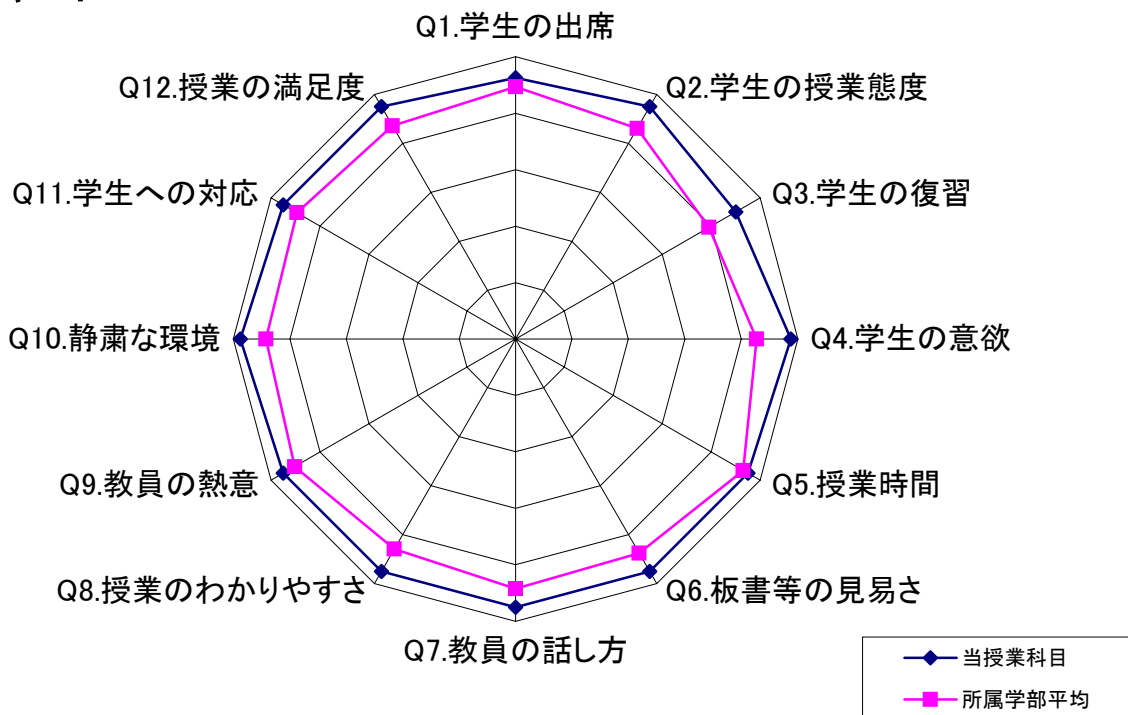 Q1.学生の出席
Q2.学生の授業態度
Q3.学生の復習
Q4.学生の意欲
Q5.授業時間
Q6.板書等の見易さ
Q7.教員の話し方
Q8.授業のわかりやすさ
Q9.教員の熱意
Q10.静粛な環境
Q11.学生への対応
Q12.授業の満足度
当授業科目
所属学部平均